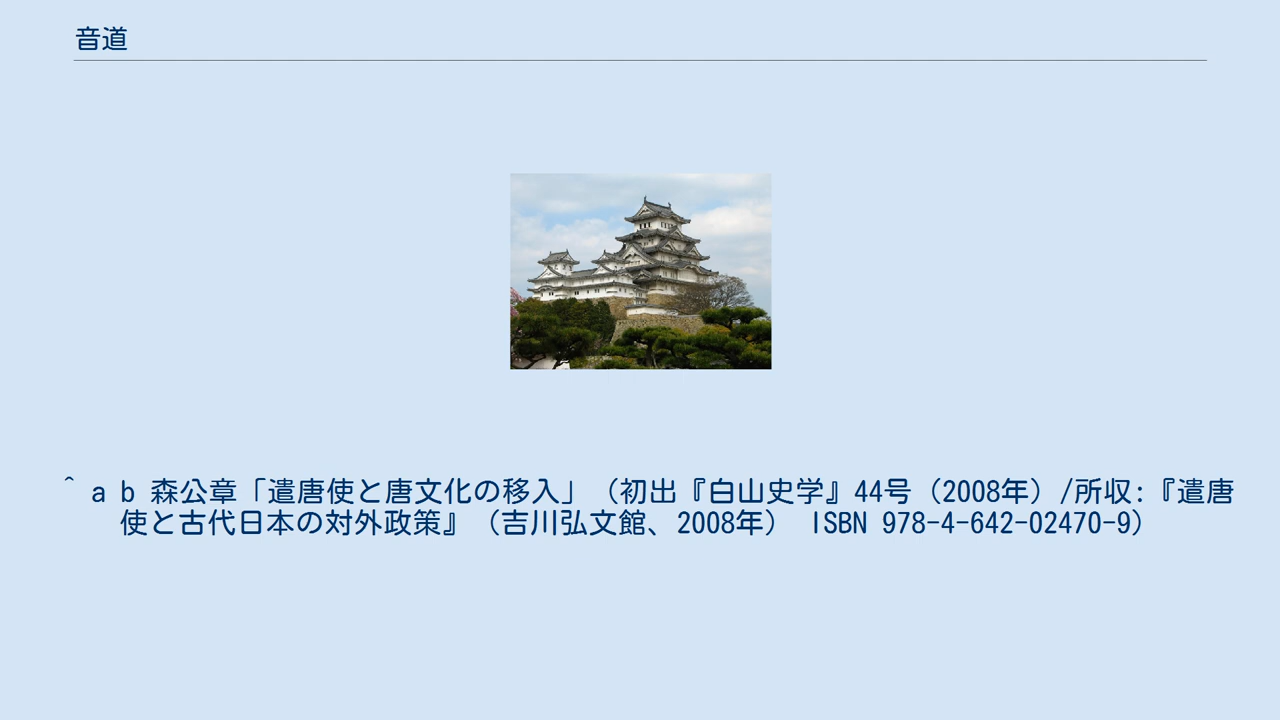 音道
^ a b 森公章「遣唐使と唐文化の移入」（初出『白山史学』44号（2008年）/所収:『遣唐
使と古代日本の対外政策』（吉川弘文館、2008年） ISBN 978-4-642-02470-9）